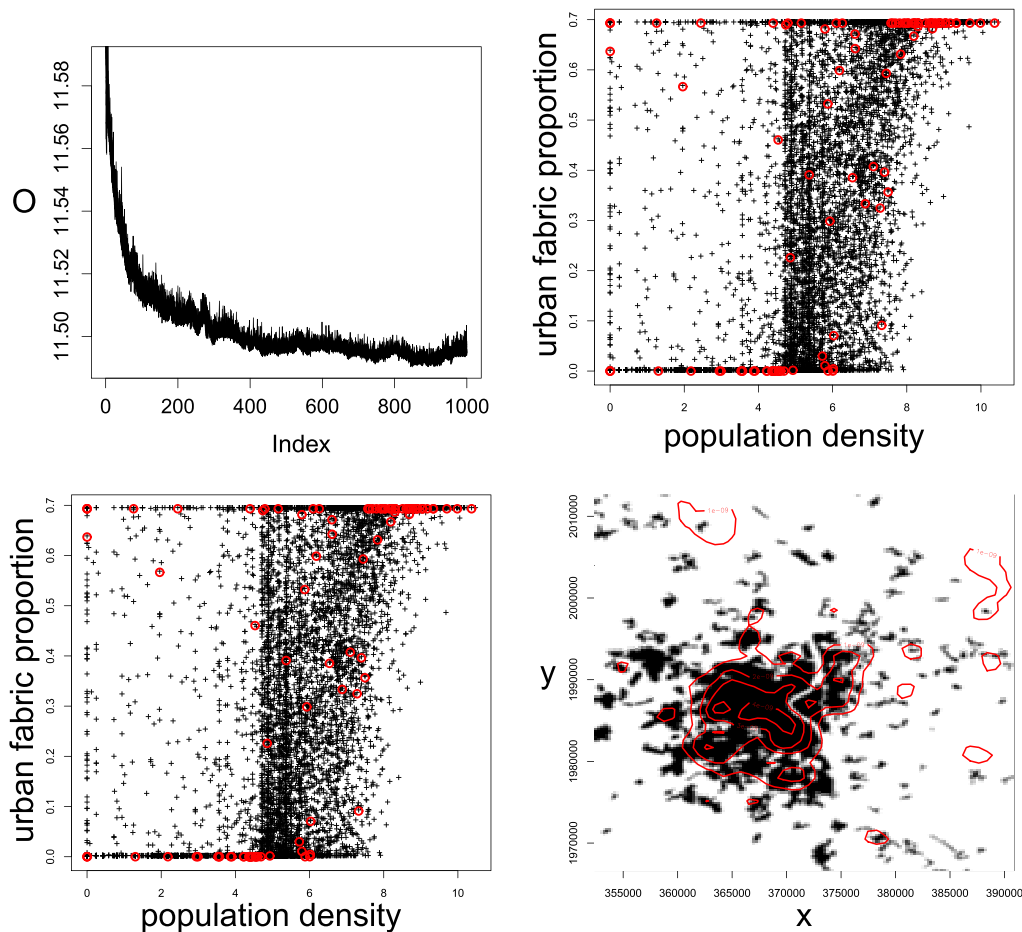 O
11.50 11.52 11.54 11.56 11.58
0 200 400 600 800 1000
Index
urban fabric proportion
0.0 0.1 0.2 0.3 0.4 0.5 0.6 0.7
0 2 4 6 8 10
population density
urban fabric proportion
0.0 0.1 0.2 0.3 0.4 0.5 0.6 0.7
0 2 4 6 8 10
population density
y
1970000 1980000 1990000 2000000 2010000
1e-09
1e-09
355000 360000 365000 370000 375000 380000 385000 390000
x